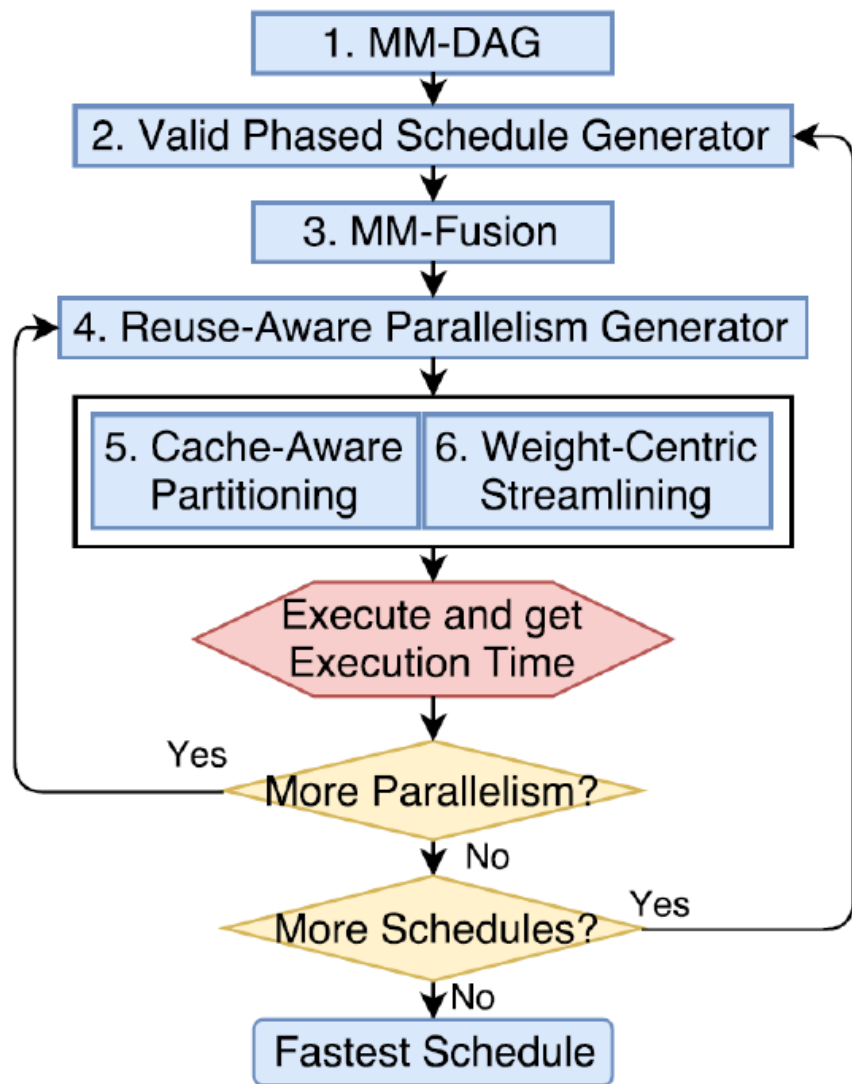 1. MM-DAG
2. Valid Phased Schedule Generator
3. MM-Fusion
4. Reuse-Aware Parallelism Generator
5. Cache-Aware
Partitioning
6. Weight-Centric
Streamlining
Execute and get
Execution Time
Yes
More Parallelism?
No
More Schedules?
Yes
No
Fastest Schedule